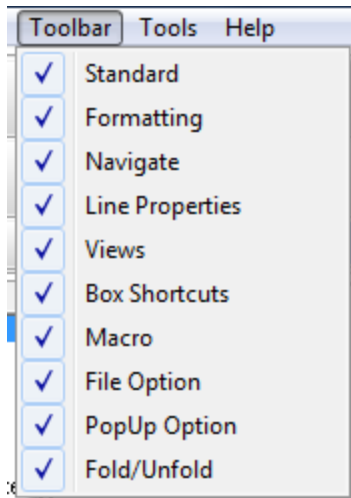 Toolbar Tools Help
Standard
Formatting
Navigate
Line Properties
Views
Box Shortcuts
Macro
File Option
PopUp Option
Fold/Unfold